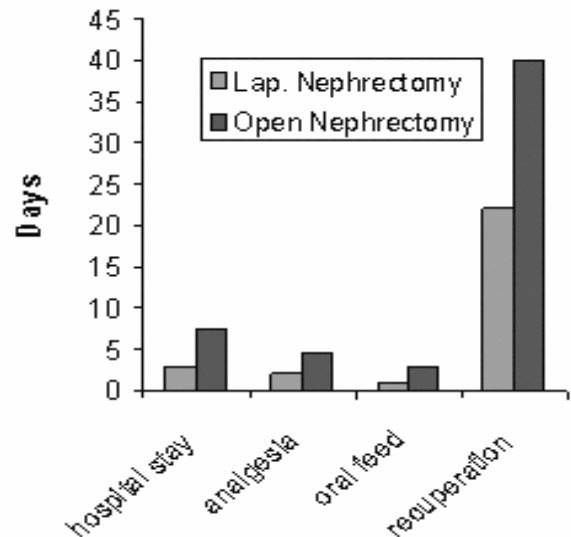 45
40
35
30
25
20
15
10
5
0
Days
Lap. Nephrectomy
Open Nephrectomy
hospital stay
analgesia
oral feed
recuperation